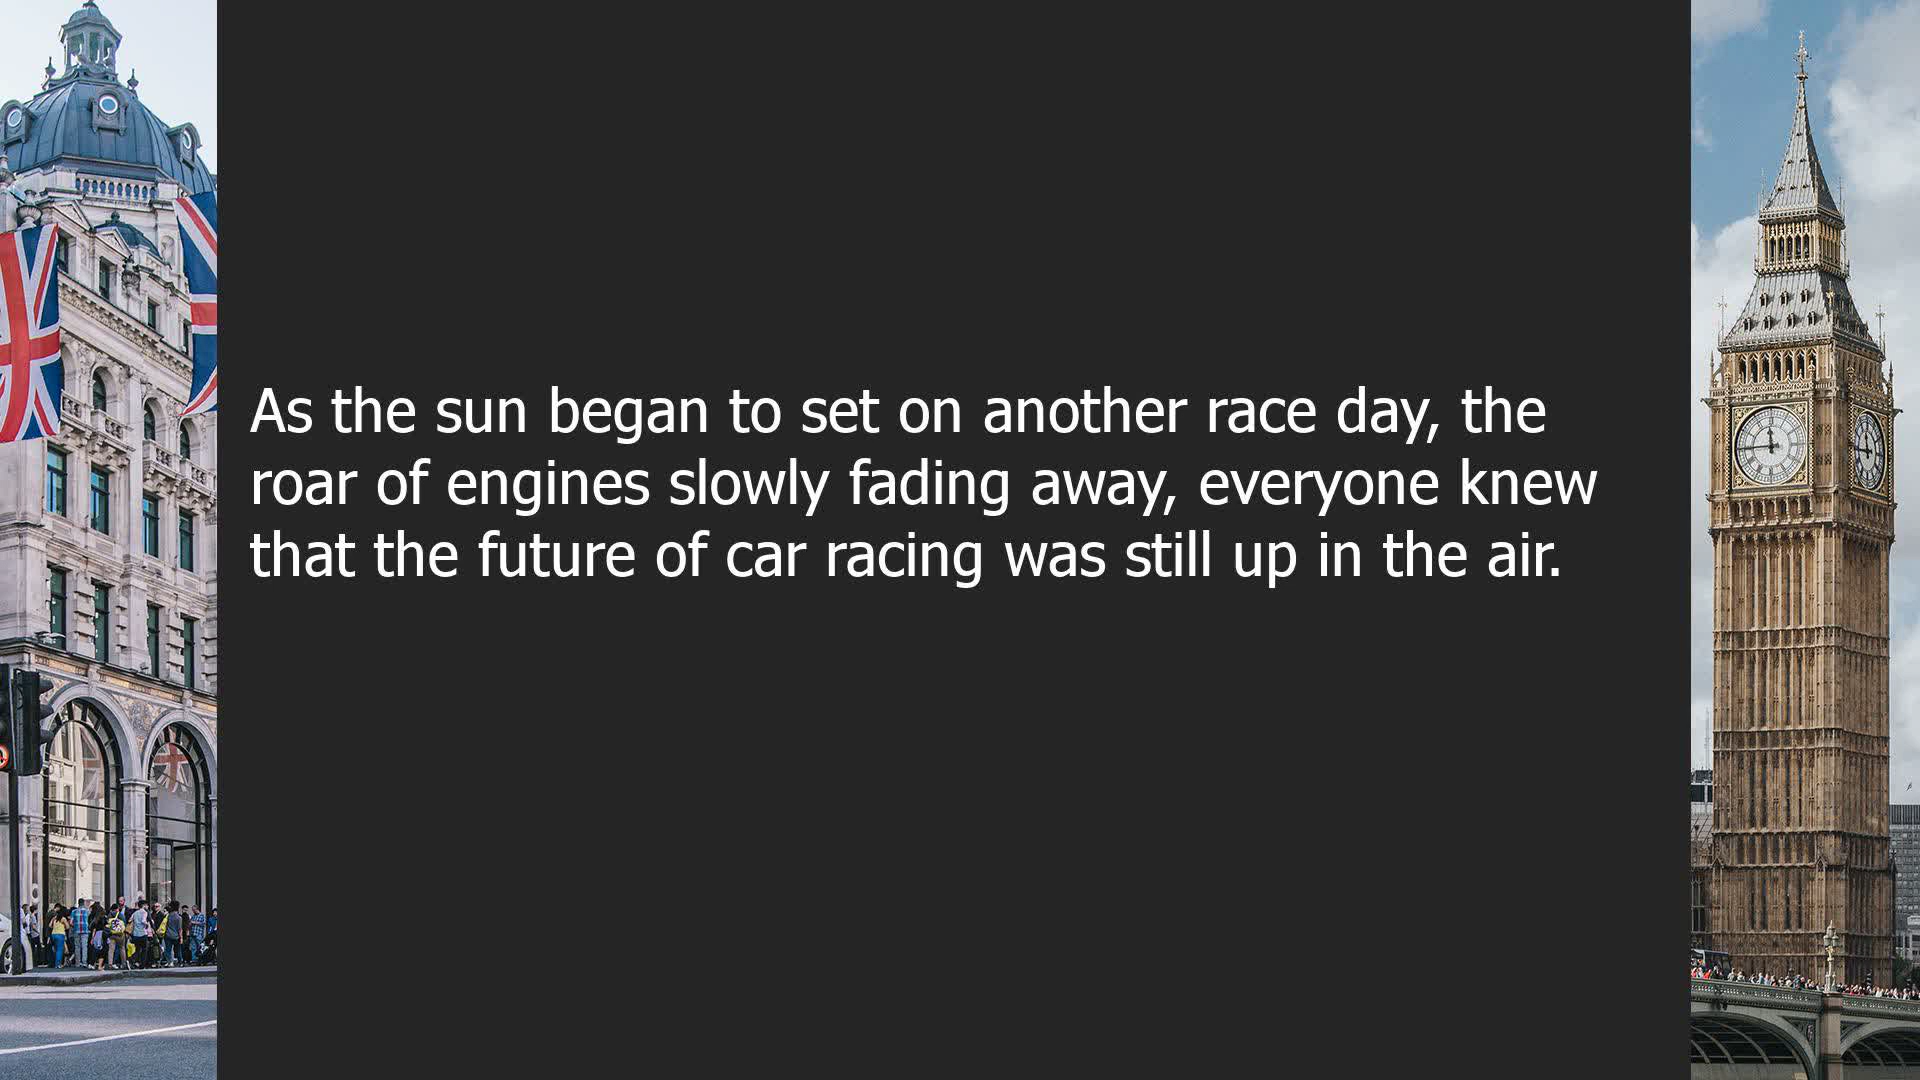 As the sun began to set on another race day, the
roar of engines slowly fading away, everyone knew
that the future of car racing was still up in the air.